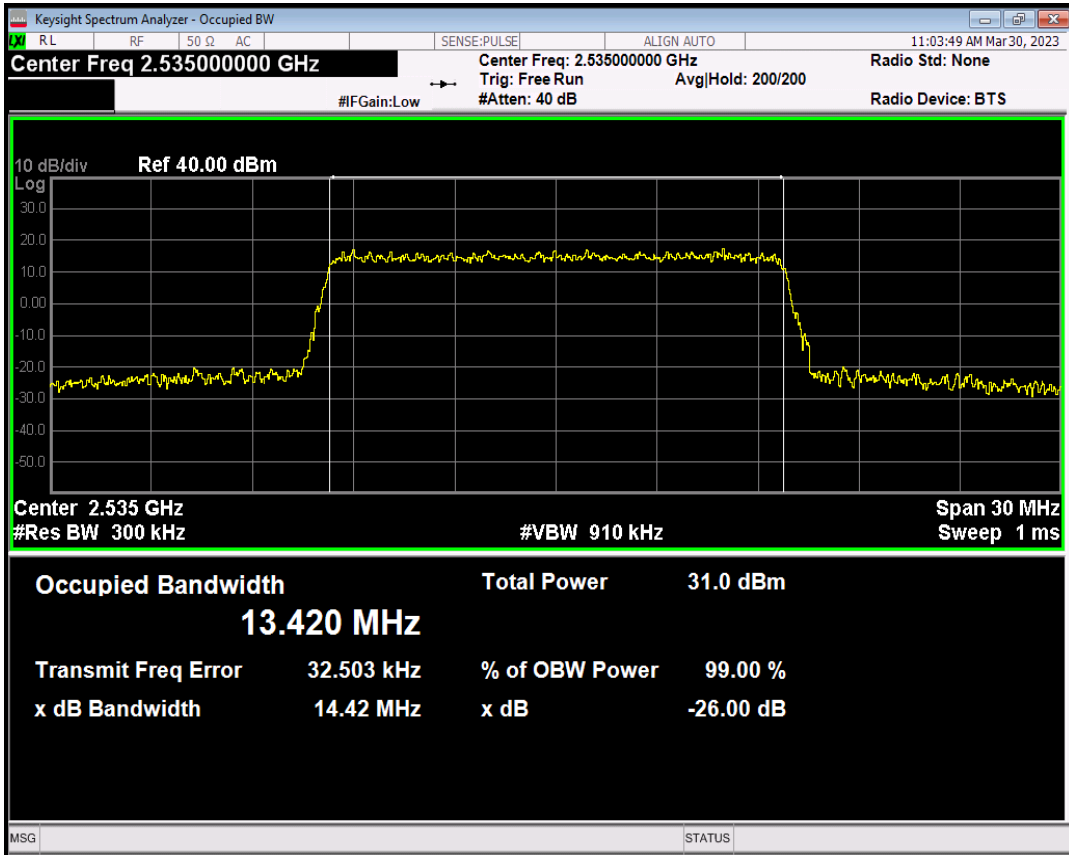 Keysight Spectrum Analyzer - Occupied BW
LXI RL RF 50 Ω AC SENSE:PULSE ALIGN AUTO 11:03:49 AM Mar 30, 2023
Center Freq 2.535000000 GHz Center Freq: 2.535000000 GHz Radio Std: None
Trig: Free Run Avg|Hold: 200/200
#IFGain:Low #Atten: 40 dB Radio Device: BTS
10 dB/div Ref 40.00 dBm
Log
30.0
20.0
10.0
0.00
-10.0
-20.0
-30.0
-40.0
-50.0
Center 2.535 GHz Span 30 MHz
#Res BW 300 kHz #VBW 910 kHz Sweep 1 ms
Occupied Bandwidth Total Power 31.0 dBm
13.420 MHz
Transmit Freq Error 32.503 kHz % of OBW Power 99.00 %
x dB Bandwidth 14.42 MHz x dB -26.00 dB
MSG STATUS